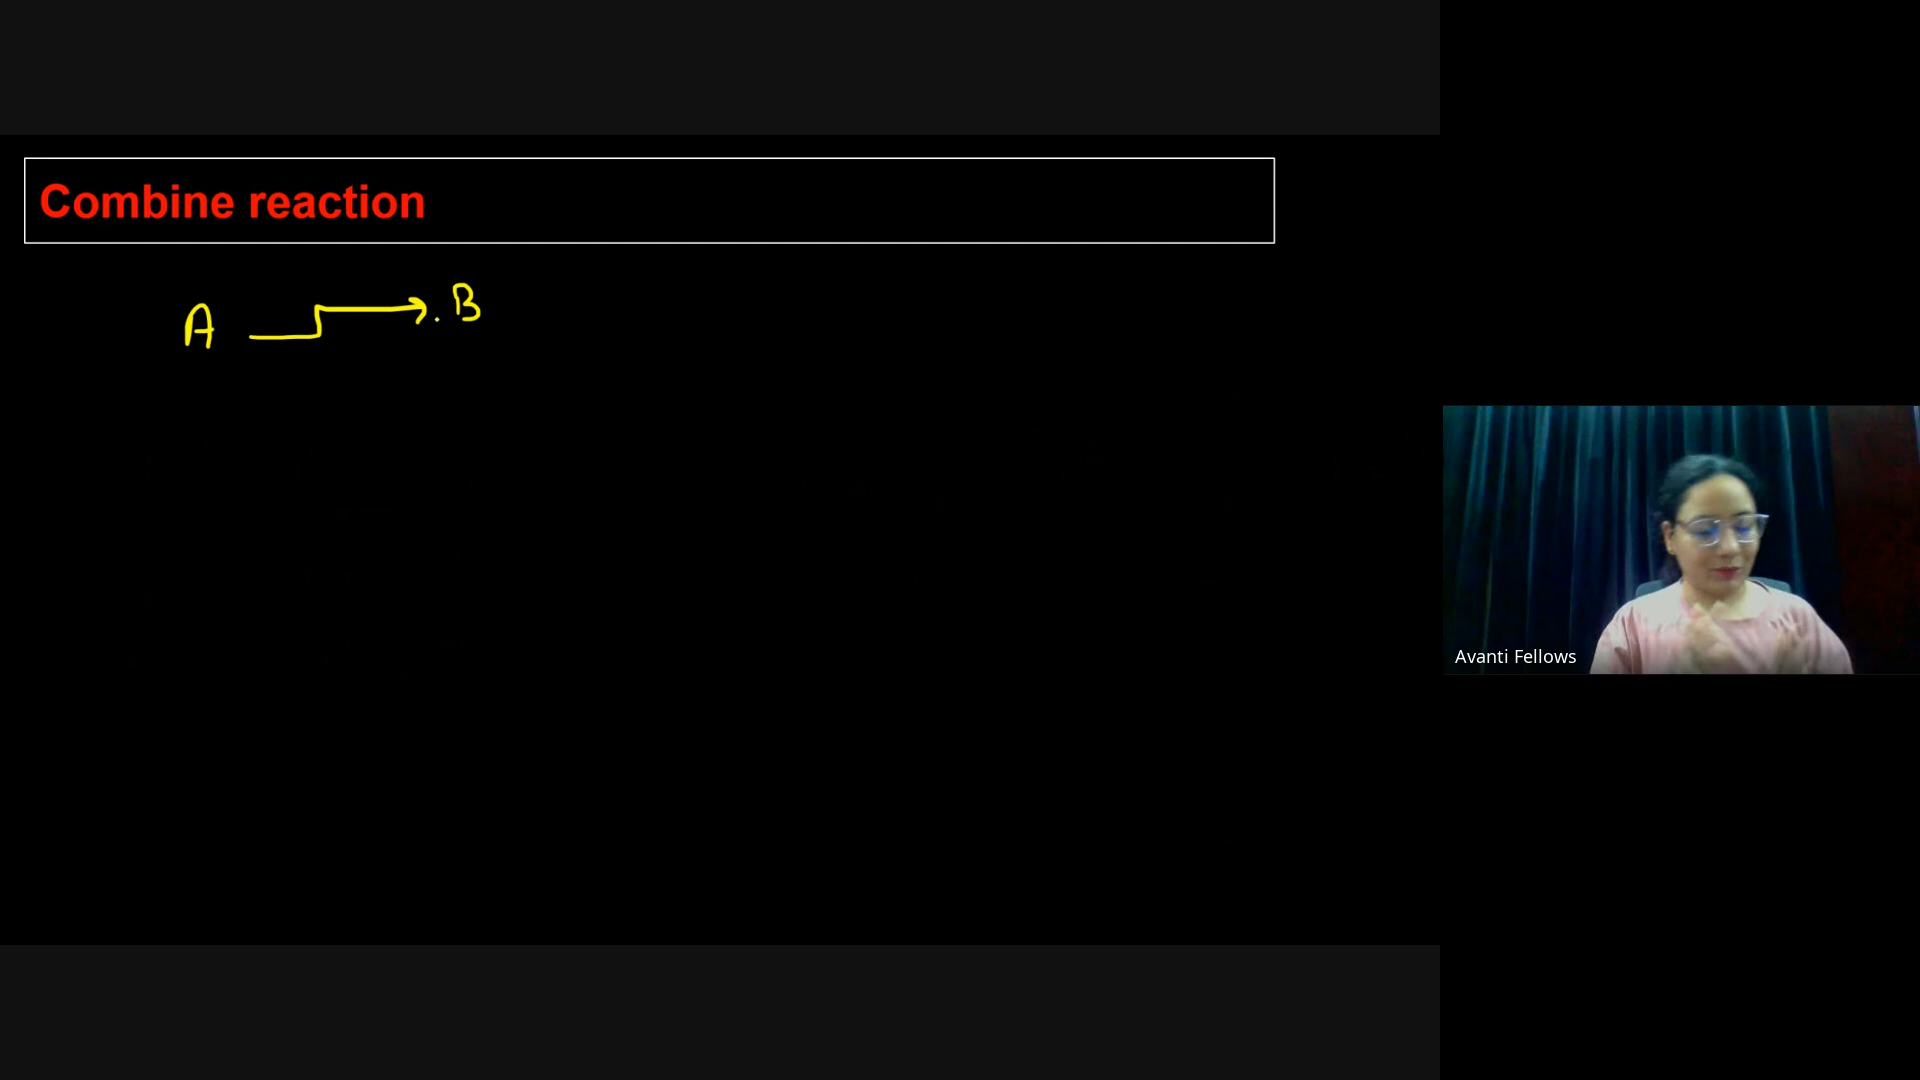 Combine reaction
A → . B
Avanti Fellows